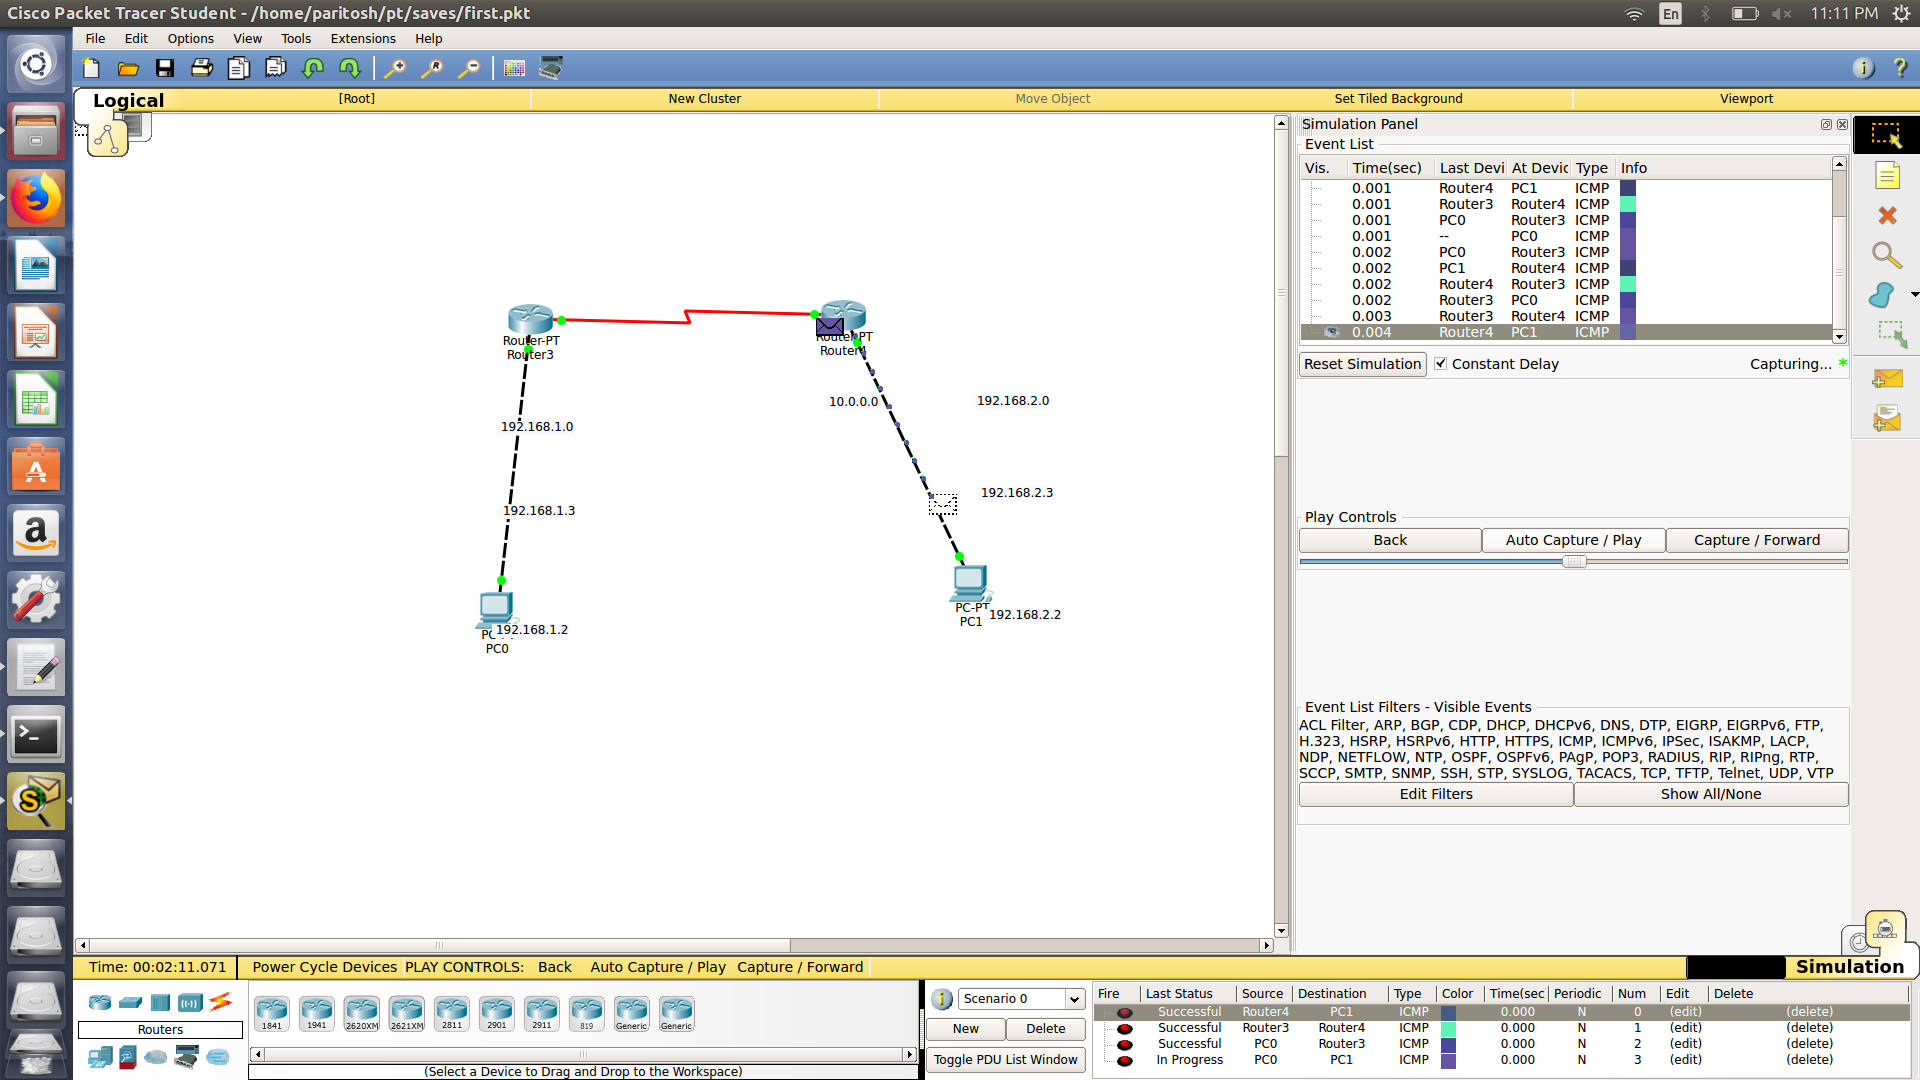 Cisco Packet Tracer Student - /home/paritosh/pt/saves/first.pkt
En
11:11 PM
File Edit Options View Tools Extensions Help
Logical
[Root]
New Cluster
Move Object
Set Tiled Background
Viewport
Router-PT
Router3
Router4
10.0.0.0
192.168.2.0
192.168.1.0
192.168.2.3
192.168.1.3
PC-PT
PC1
192.168.2.2
192.168.1.2
PC0
Simulation Panel
Event List
Vis. Time(sec) Last Devi At Devic Type Info
0.001 Router4 PC1 ICMP
0.001 Router3 Router4 ICMP
0.001 PC0 Router3 ICMP
0.001 -- PC0 ICMP
0.002 PC0 Router3 ICMP
0.002 PC1 Router4 ICMP
0.002 Router4 Router3 ICMP
0.002 Router3 PC0 ICMP
0.003 Router3 Router4 ICMP
0.004 Router4 PC1 ICMP
Reset Simulation
Constant Delay
Capturing... *
Play Controls
Back
Auto Capture / Play
Capture / Forward
Event List Filters - Visible Events
ACL Filter, ARP, BGP, CDP, DHCP, DHCPv6, DNS, DTP, EIGRP, EIGRPv6, FTP,
H.323, HSRP, HSRPv6, HTTP, HTTPS, ICMP, ICMPv6, IPSec, ISAKMP, LACP,
NDP, NETFLOW, NTP, OSPF, OSPFv6, PAgP, POP3, RADIUS, RIP, RIPng, RTP,
SCCP, SMTP, SNMP, SSH, STP, SYSLOG, TACACS, TCP, TFTP, Telnet, UDP, VTP
Edit Filters
Show All/None
Time: 00:02:11.071
Power Cycle Devices PLAY CONTROLS: Back Auto Capture / Play Capture / Forward
Simulation
Routers
1841 1941 2620XM 2621XM 2811 2901 2911 819 Generic Generic
(Select a Device to Drag and Drop to the Workspace)
Scenario 0
New
Delete
Toggle PDU List Window
Fire Last Status Source Destination Type Color Time(sec Periodic Num Edit Delete
Successful Router4 PC1 ICMP 0.000 N 0 (edit) (delete)
Successful Router3 Router4 ICMP 0.000 N 1 (edit) (delete)
Successful PC0 Router3 ICMP 0.000 N 2 (edit) (delete)
In Progress PC0 PC1 ICMP 0.000 N 3 (edit) (delete)